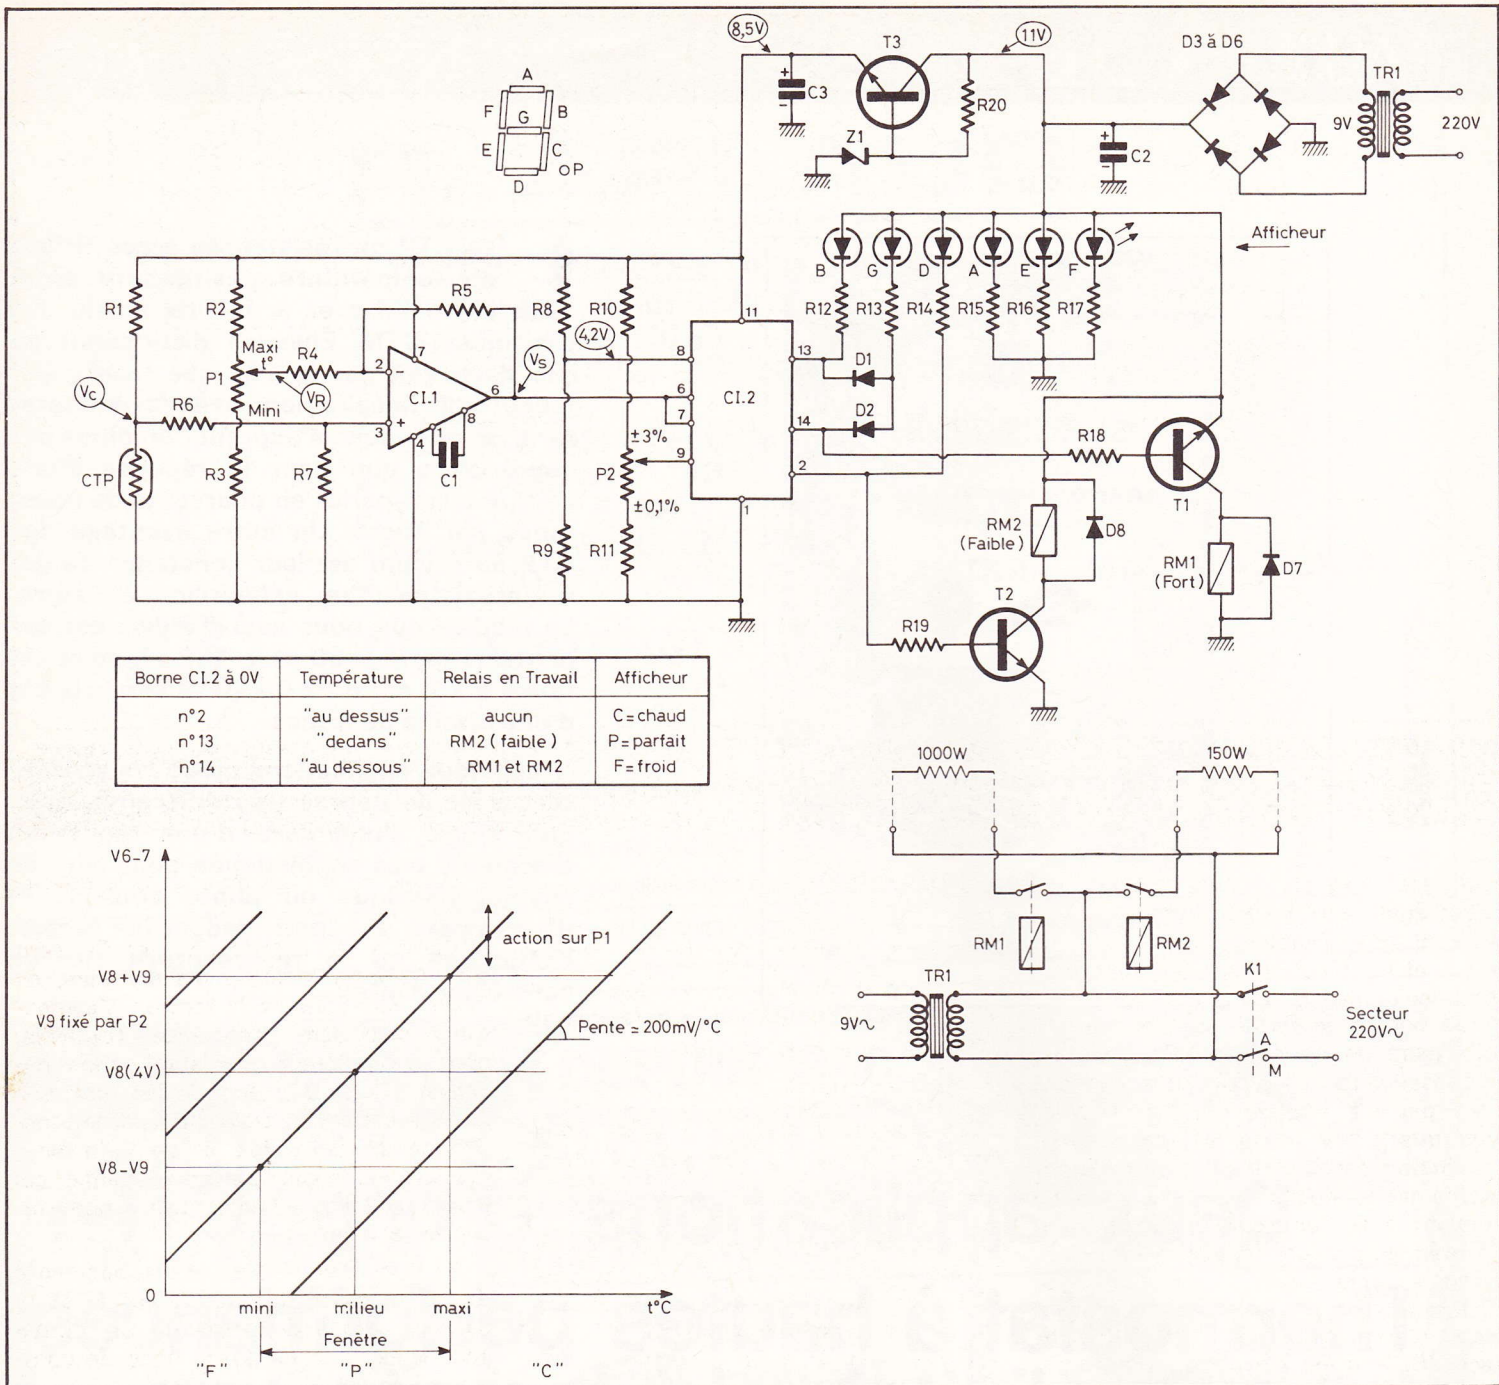 8,5V
T3
11V
D3 à D6
TR1
A
F
B
G
E
C
D
P
+
C3
-
R20
Z1
+
C2
-
9V
220V
Afficheur
B
G
D
A
E
F
R1
R2
R5
R8
R10
R12
R13
R14
R15
R16
R17
Maxi
t°
R4
P1
VR
Mini
Vc
R6
2
-
7
CI.1
6
Vs
8
3
+
4
1
C1
4,2V
11
8
13
D1
CI.2
6
7
14
D2
9
2
1
CTP
R3
R7
±3%
P2
±0,1%
R9
R11
R18
T1
RM2
(Faible)
D8
RM1
(Fort)
D7
T2
R19
Borne CI.2 à 0V Température Relais en Travail Afficheur
n°2 "au dessus" aucun C=chaud
n°13 "dedans" RM2 (faible) P=parfait
n°14 "au dessous" RM1 et RM2 F=froid
1000W
150W
RM1
RM2
TR1
K1
9V~
Secteur
220V~
A
M
V6-7
action sur P1
V8+V9
V9 fixé par P2
Pente = 200mV/°C
V8(4V)
V8-V9
0
mini
milieu
maxi
t°C
Fenêtre
"F"
"P"
"C"